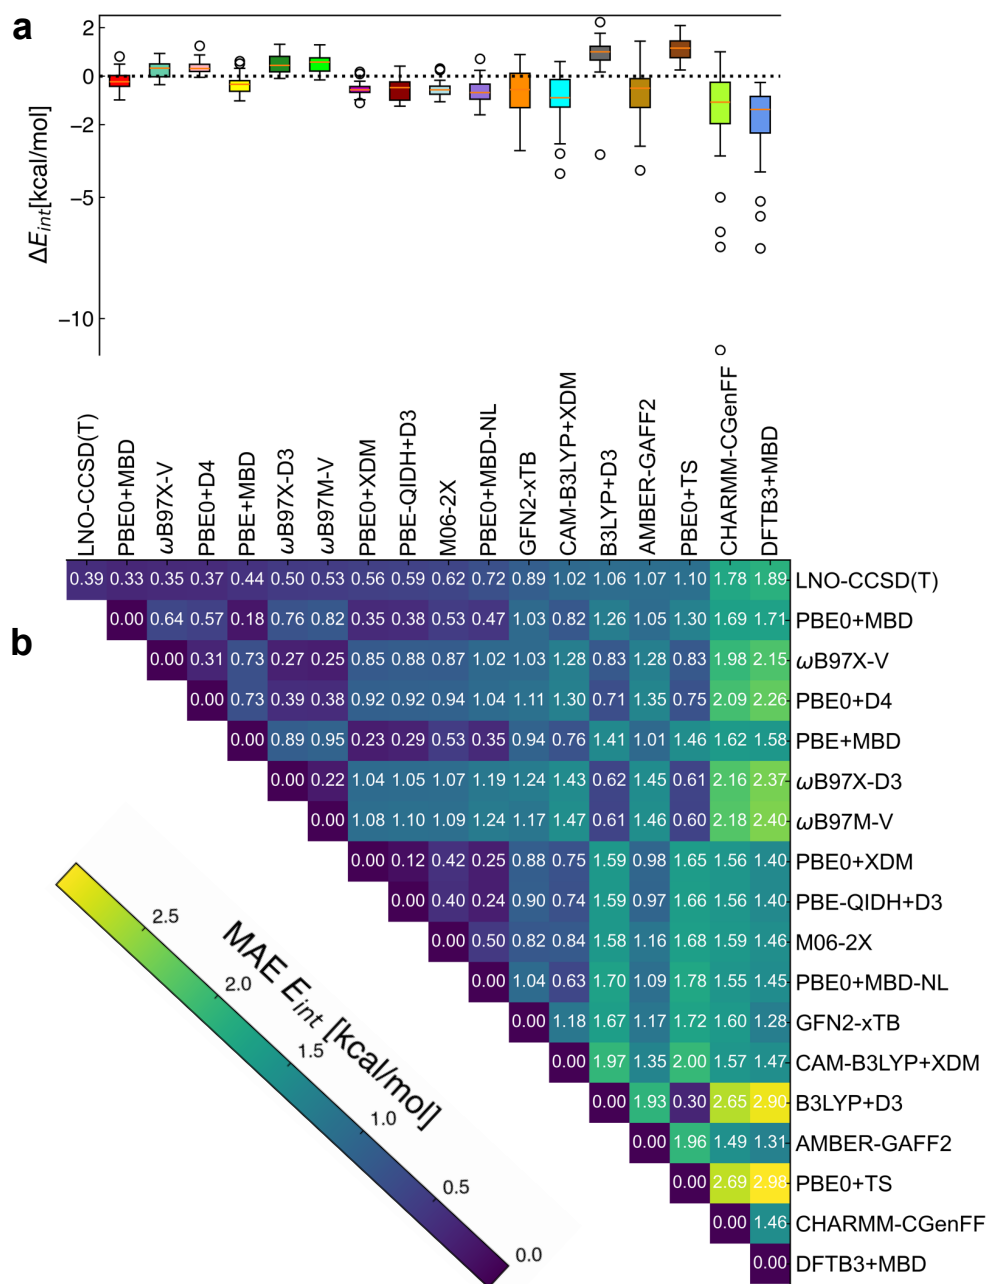 a
2
0
−2
−5
−10
ΔE_int[kcal/mol]
LNO-CCSD(T)
PBE0+MBD
ωB97X-V
PBE0+D4
PBE+MBD
ωB97X-D3
ωB97M-V
PBE0+XDM
PBE-QIDH+D3
M06-2X
PBE0+MBD-NL
GFN2-xTB
CAM-B3LYP+XDM
B3LYP+D3
AMBER-GAFF2
PBE0+TS
CHARMM-CGenFF
DFTB3+MBD
b
0.39 0.33 0.35 0.37 0.44 0.50 0.53 0.56 0.59 0.62 0.72 0.89 1.02 1.06 1.07 1.10 1.78 1.89 LNO-CCSD(T)
0.00 0.64 0.57 0.18 0.76 0.82 0.35 0.38 0.53 0.47 1.03 0.82 1.26 1.05 1.30 1.69 1.71 PBE0+MBD
0.00 0.31 0.73 0.27 0.25 0.85 0.88 0.87 1.02 1.03 1.28 0.83 1.28 0.83 1.98 2.15 ωB97X-V
0.00 0.73 0.39 0.38 0.92 0.92 0.94 1.04 1.11 1.30 0.71 1.35 0.75 2.09 2.26 PBE0+D4
0.00 0.89 0.95 0.23 0.29 0.53 0.35 0.94 0.76 1.41 1.01 1.46 1.62 1.58 PBE+MBD
0.00 0.22 1.04 1.05 1.07 1.19 1.24 1.43 0.62 1.45 0.61 2.16 2.37 ωB97X-D3
0.00 1.08 1.10 1.09 1.24 1.17 1.47 0.61 1.46 0.60 2.18 2.40 ωB97M-V
0.00 0.12 0.42 0.25 0.88 0.75 1.59 0.98 1.65 1.56 1.40 PBE0+XDM
0.00 0.40 0.24 0.90 0.74 1.59 0.97 1.66 1.56 1.40 PBE-QIDH+D3
0.00 0.50 0.82 0.84 1.58 1.16 1.68 1.59 1.46 M06-2X
0.00 1.04 0.63 1.70 1.09 1.78 1.55 1.45 PBE0+MBD-NL
0.00 1.18 1.67 1.17 1.72 1.60 1.28 GFN2-xTB
0.00 1.97 1.35 2.00 1.57 1.47 CAM-B3LYP+XDM
0.00 1.93 0.30 2.65 2.90 B3LYP+D3
0.00 1.96 1.49 1.31 AMBER-GAFF2
0.00 2.69 2.98 PBE0+TS
0.00 1.46 CHARMM-CGenFF
0.00 DFTB3+MBD
MAE E_int [kcal/mol]
2.5
2.0
1.5
1.0
0.5
0.0